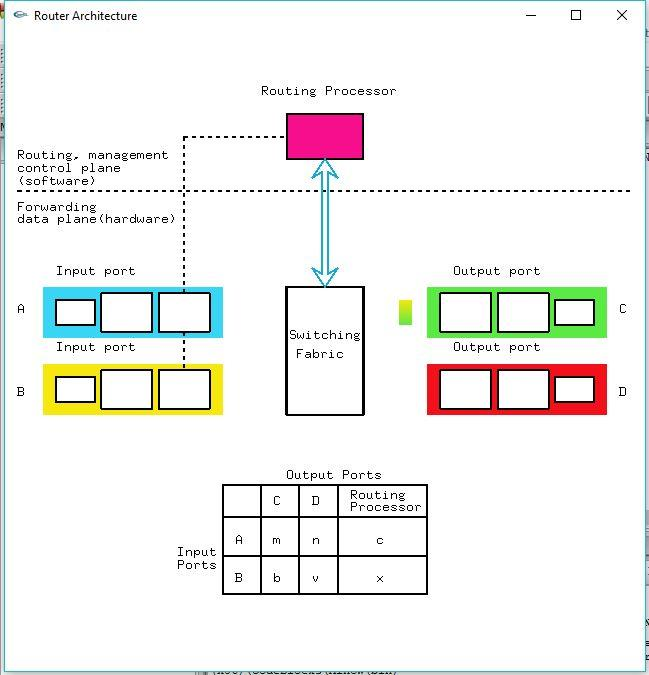 Router Architecture
Routing Processor
Routing, management
control plane
(software)
Forwarding
data plane(hardware)
Input port
Output port
A
C
Switching
Fabric
Input port
Output port
B
D
Output Ports
C D Routing
Processor
Input
Ports
A m n c
B b v x